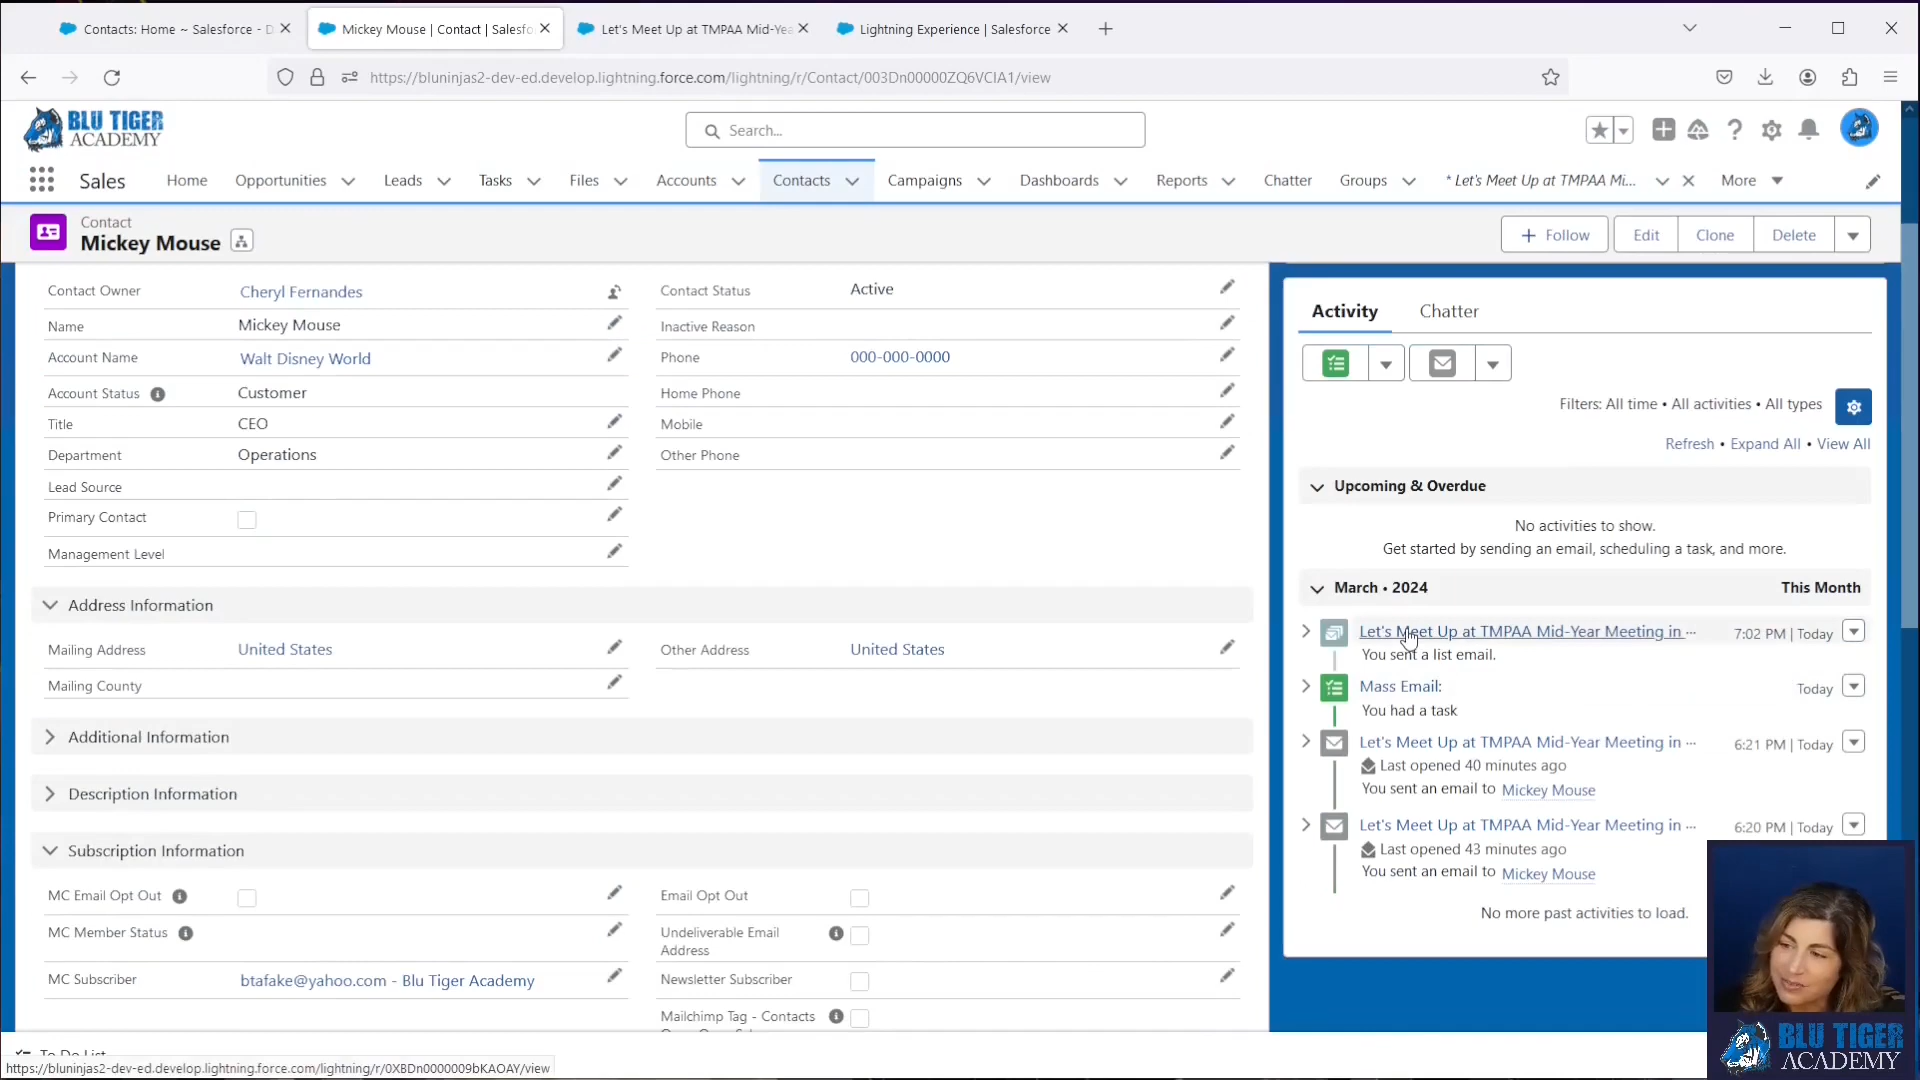 Contacts: Home ~ Salesforce - D
Mickey Mouse | Contact | Salesfo
Let's Meet Up at TMPAA Mid-Yea
Lightning Experience | Salesforce
https://bluninjas2-dev-ed.develop.lightning.force.com/lightning/r/Contact/003Dn00000ZQ6VCIA1/view
BLU TIGER
ACADEMY
Search...
Sales
Home
Opportunities
Leads
Tasks
Files
Accounts
Contacts
Campaigns
Dashboards
Reports
Chatter
Groups
* Let's Meet Up at TMPAA Mi...
More
Contact
Mickey Mouse
Follow
Edit
Clone
Delete
Contact Owner Cheryl Fernandes
Name Mickey Mouse
Account Name Walt Disney World
Account Status Customer
Title CEO
Department Operations
Lead Source
Primary Contact
Management Level
Contact Status Active
Inactive Reason
Phone 000-000-0000
Home Phone
Mobile
Other Phone
Address Information
Mailing Address United States
Other Address United States
Mailing County
Additional Information
Description Information
Subscription Information
MC Email Opt Out
MC Member Status
MC Subscriber btafake@yahoo.com - Blu Tiger Academy
Email Opt Out
Undeliverable Email
Address
Newsletter Subscriber
Mailchimp Tag - Contacts
Activity
Chatter
Filters: All time • All activities • All types
Refresh • Expand All • View All
Upcoming & Overdue
No activities to show.
Get started by sending an email, scheduling a task, and more.
March • 2024 This Month
Let's Meet Up at TMPAA Mid-Year Meeting in ... 7:02 PM | Today
You sent a list email.
Mass Email: Today
You had a task
Let's Meet Up at TMPAA Mid-Year Meeting in ... 6:21 PM | Today
Last opened 40 minutes ago
You sent an email to Mickey Mouse
Let's Meet Up at TMPAA Mid-Year Meeting in ... 6:20 PM | Today
Last opened 43 minutes ago
You sent an email to Mickey Mouse
No more past activities to load.
To Do List
https://bluninjas2-dev-ed.develop.lightning.force.com/lightning/r/0XBDn0000009bKAOAY/view
BLU TIGER
ACADEMY